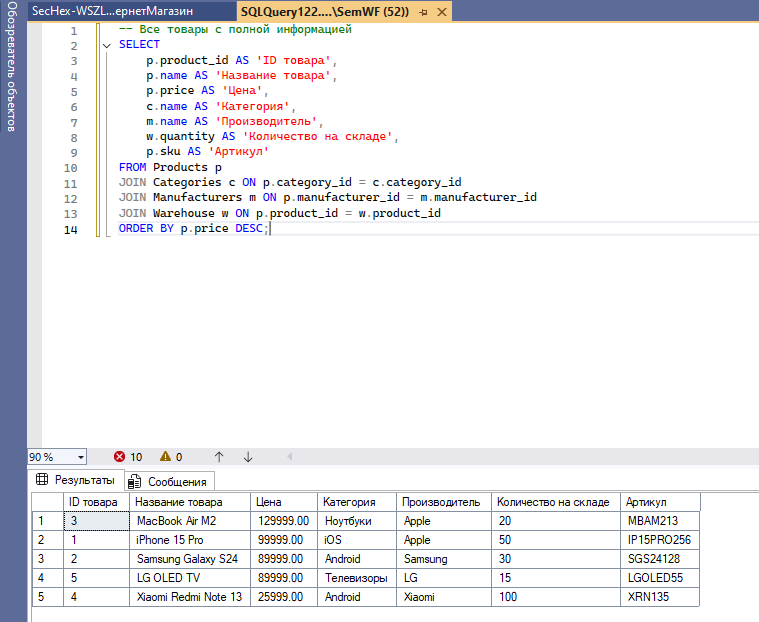 Обозреватель объектов
SecHex-WSZL...ернетМагазин
SQLQuery122....\SemWF (52))
1 -- Все товары с полной информацией
2 SELECT
3 p.product_id AS 'ID товара',
4 p.name AS 'Название товара',
5 p.price AS 'Цена',
6 c.name AS 'Категория',
7 m.name AS 'Производитель',
8 w.quantity AS 'Количество на складе',
9 p.sku AS 'Артикул'
10 FROM Products p
11 JOIN Categories c ON p.category_id = c.category_id
12 JOIN Manufacturers m ON p.manufacturer_id = m.manufacturer_id
13 JOIN Warehouse w ON p.product_id = w.product_id
14 ORDER BY p.price DESC;
90 % 10 0
Результаты Сообщения
ID товара Название товара Цена Категория Производитель Количество на складе Артикул
1 3 MacBook Air M2 129999.00 Ноутбуки Apple 20 MBAM213
2 1 iPhone 15 Pro 99999.00 iOS Apple 50 IP15PRO256
3 2 Samsung Galaxy S24 89999.00 Android Samsung 30 SGS24128
4 5 LG OLED TV 89999.00 Телевизоры LG 15 LGOLED55
5 4 Xiaomi Redmi Note 13 25999.00 Android Xiaomi 100 XRN135